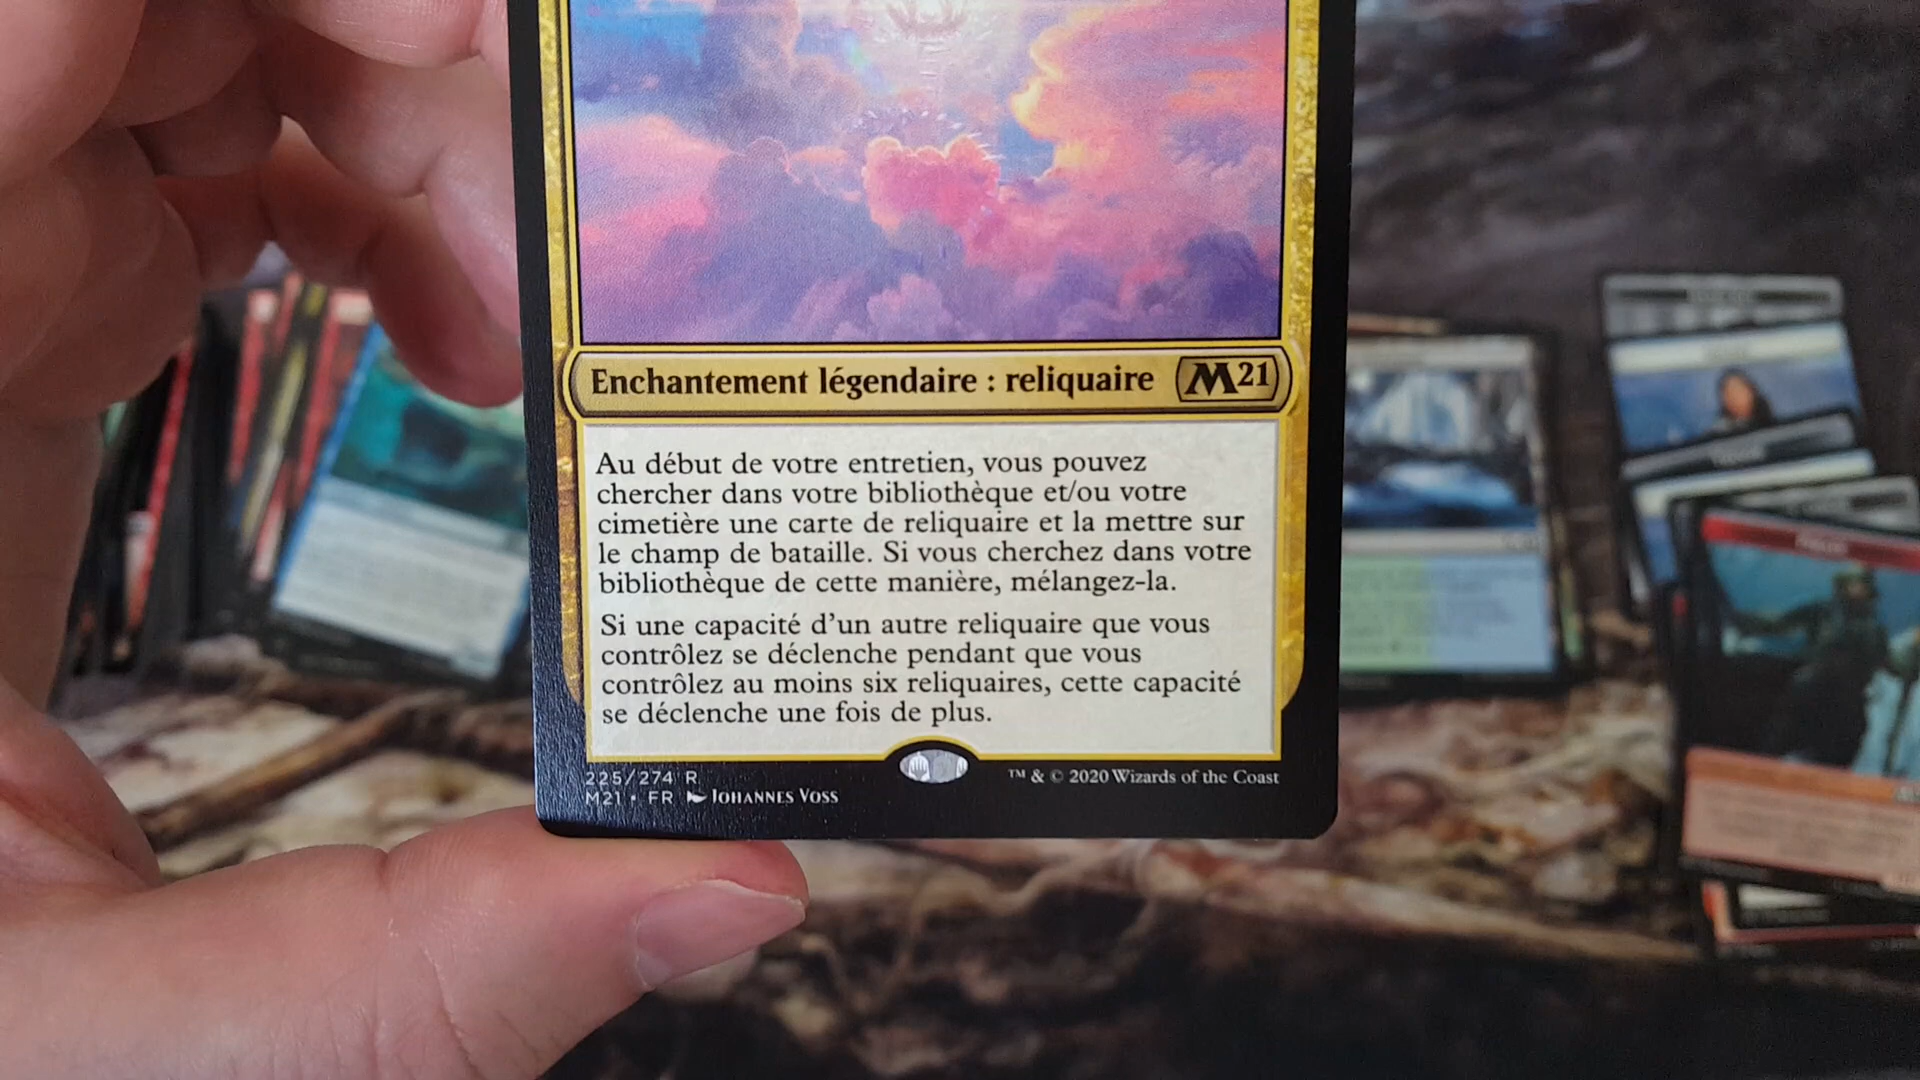 Enchantement légendaire : reliquaire M21
Au début de votre entretien, vous pouvez
chercher dans votre bibliothèque et/ou votre
cimetière une carte de reliquaire et la mettre sur
le champ de bataille. Si vous cherchez dans votre
bibliothèque de cette manière, mélangez-la.
Si une capacité d'un autre reliquaire que vous
contrôlez se déclenche pendant que vous
contrôlez au moins six reliquaires, cette capacité
se déclenche une fois de plus.
225/274 R
M21 • FR Johannes Voss
™ & © 2020 Wizards of the Coast